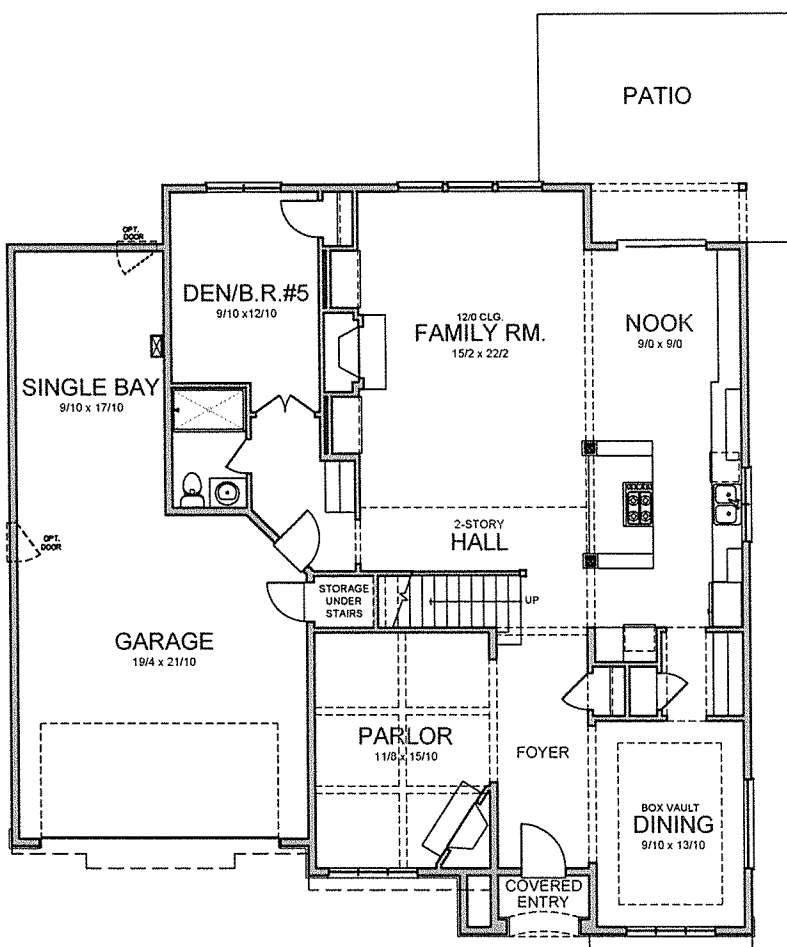 PATIO
OPT.
DOOR
DEN/B.R.#5
9/10 x12/10
12/0 CLG.
FAMILY RM.
15/2 x 22/2
NOOK
9/0 x 9/0
SINGLE BAY
9/10 x 17/10
2-STORY
HALL
OPT.
DOOR
STORAGE
UNDER
STAIRS
UP
GARAGE
19/4 x 21/10
PARLOR
11/8 x 15/10
FOYER
BOX VAULT
DINING
9/10 x 13/10
COVERED
ENTRY